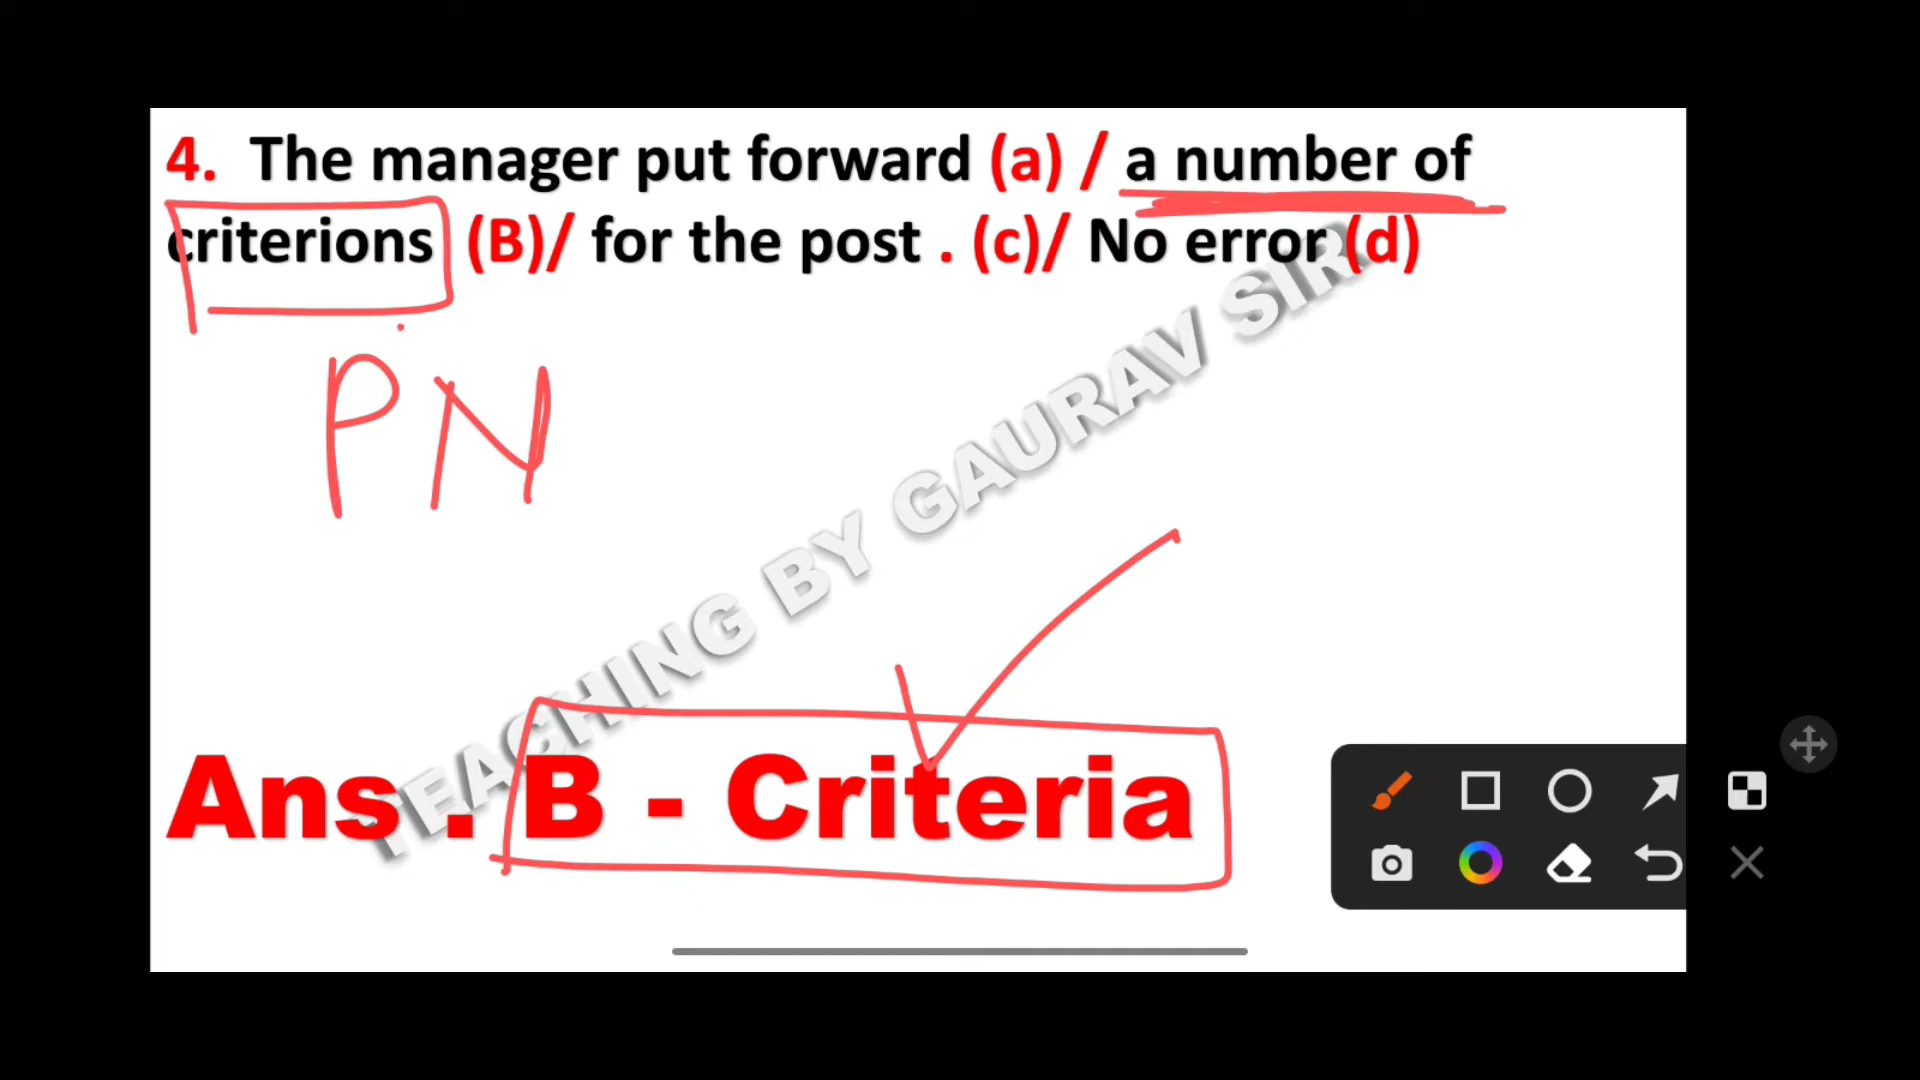 4. The manager put forward (a) / a number of
criterions (B)/ for the post . (c)/ No error (d)
PN
TEACHING BY GAURAV SIR
Ans . B - Criteria